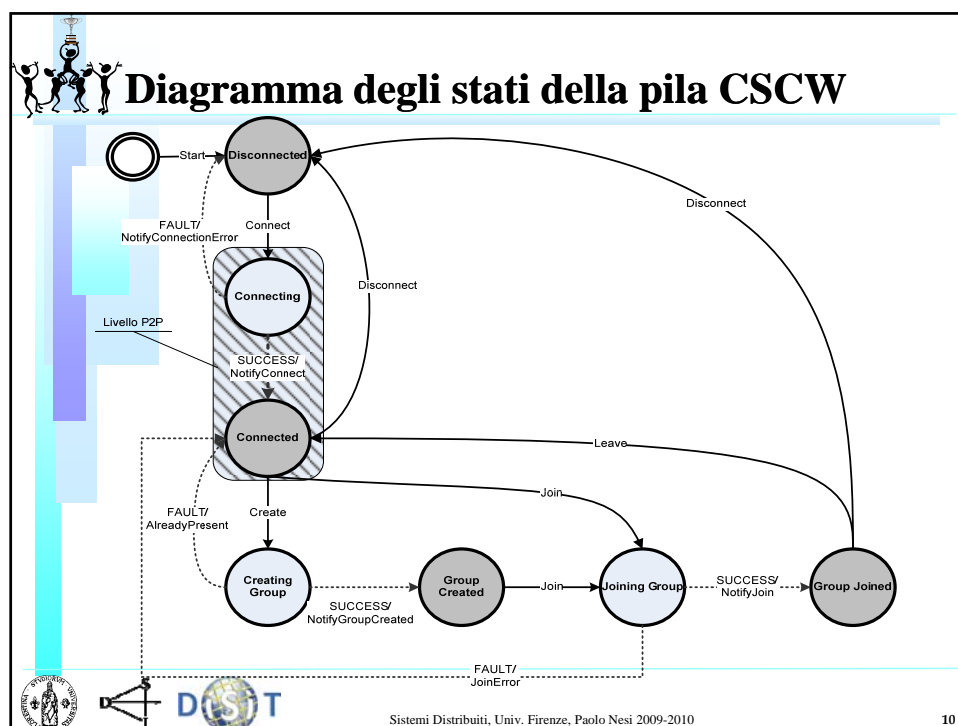 Diagramma degli stati della pila CSCW
Start
Disconnected
Disconnect
FAULT/
NotifyConnectionError
Connect
Connecting
Disconnect
Livello P2P
SUCCESS/
NotifyConnect
Connected
Leave
Join
FAULT/
AlreadyPresent
Create
Creating
Group
SUCCESS/
NotifyGroupCreated
Group
Created
Join
Joining Group
SUCCESS/
NotifyJoin
Group Joined
FAULT/
JoinError
DISIT
Sistemi Distribuiti, Univ. Firenze, Paolo Nesi 2009-2010
10